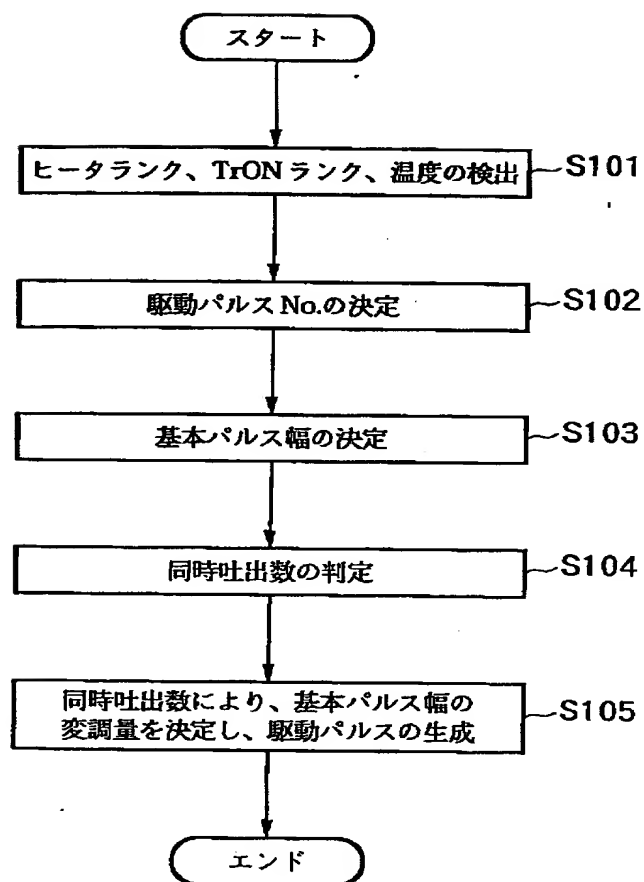 スタート
ヒータランク、TrONランク、温度の検出
S101
駆動パルスNo.の決定
S102
基本パルス幅の決定
S103
同時吐出数の判定
S104
同時吐出数により、基本パルス幅の
変調量を決定し、駆動パルスの生成
S105
エンド